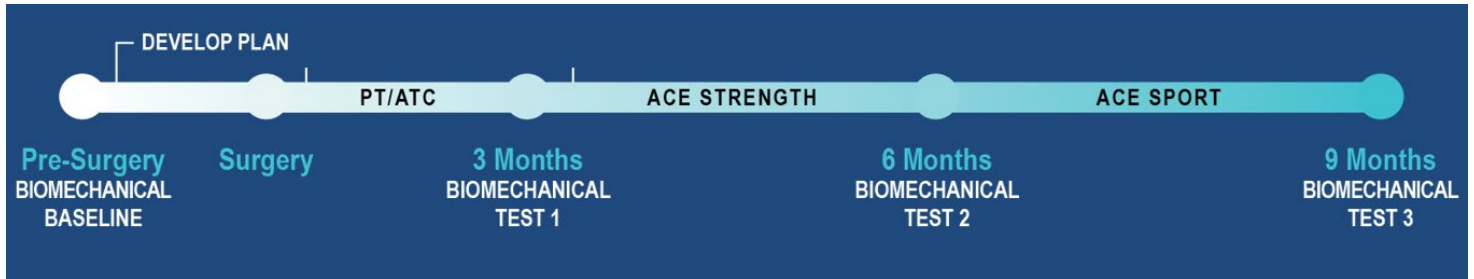 DEVELOP PLAN
PT/ATC
ACE STRENGTH
ACE SPORT
Pre-Surgery
BIOMECHANICAL
BASELINE
Surgery
3 Months
BIOMECHANICAL
TEST 1
6 Months
BIOMECHANICAL
TEST 2
9 Months
BIOMECHANICAL
TEST 3